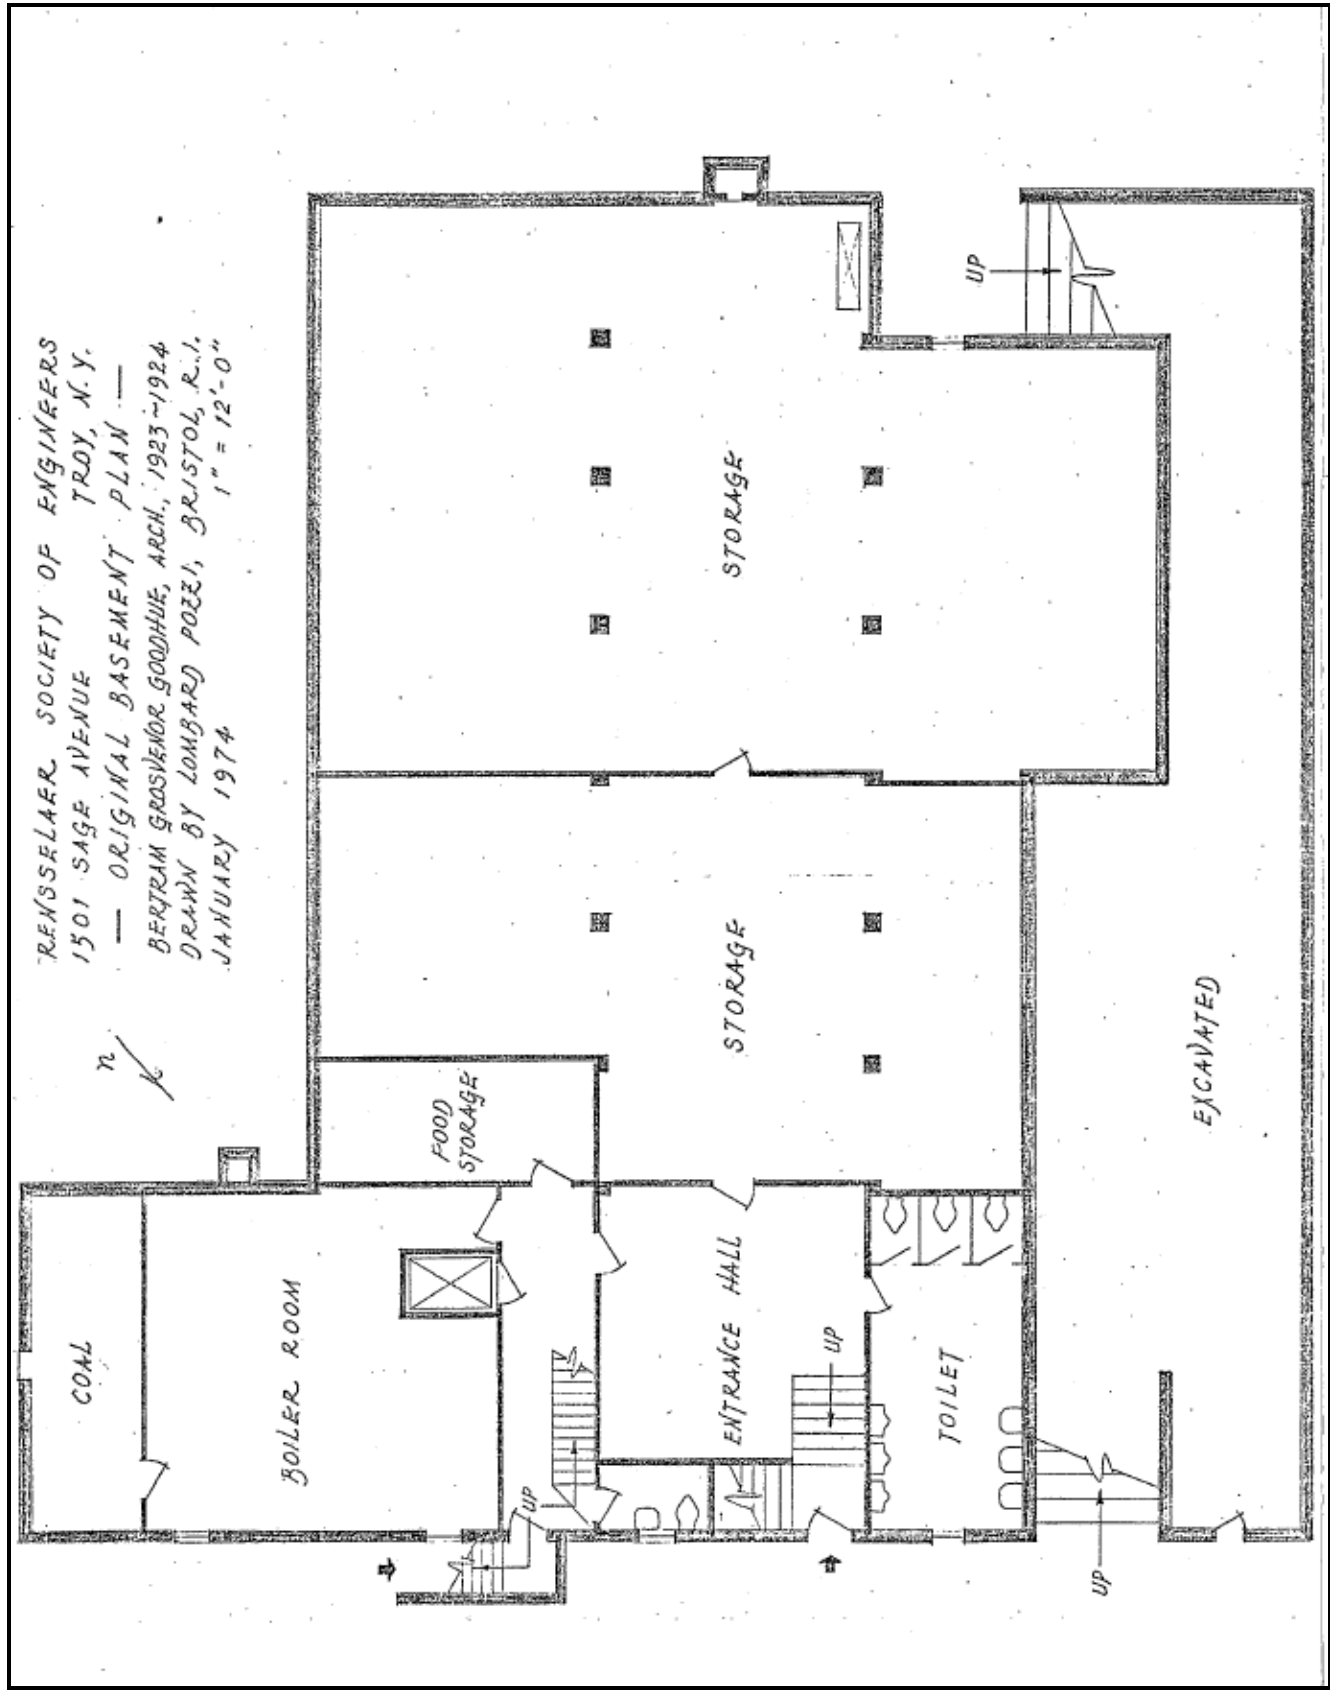 RENSSELAER SOCIETY OF ENGINEERS
1501 SAGE AVENUE TROY, N.Y.
— ORIGINAL BASEMENT PLAN —
BERTRAM GROSVENOR GOODHUE, ARCH., 1923~1924
DRAWN BY LOMBARD POZZI, BRISTOL, R.I.
JANUARY 1974 1" = 12'-0"
n
COAL
BOILER ROOM
FOOD
STORAGE
STORAGE
STORAGE
ENTRANCE HALL
TOILET
EXCAVATED
UP
UP
UP
UP